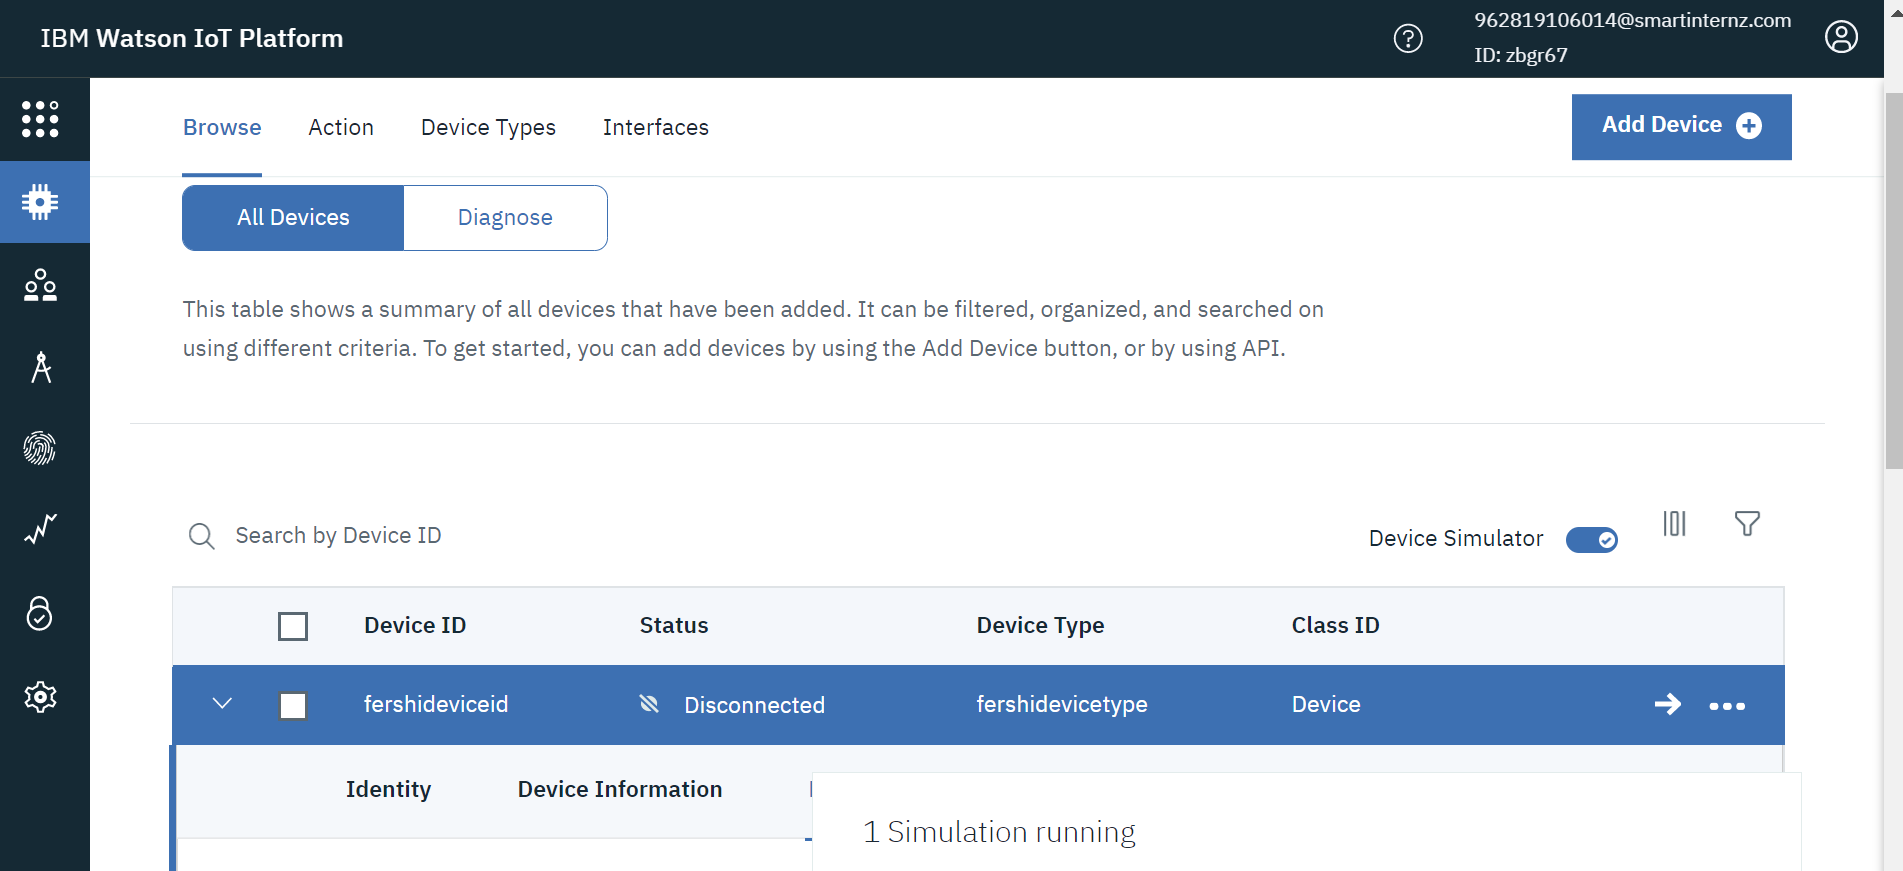 IBM Watson IoT Platform
962819106014@smartinternz.com
ID: zbgr67
Browse Action Device Types Interfaces
Add Device
All Devices Diagnose
This table shows a summary of all devices that have been added. It can be filtered, organized, and searched on
using different criteria. To get started, you can add devices by using the Add Device button, or by using API.
Search by Device ID
Device Simulator
Device ID Status Device Type Class ID
fershideviceid Disconnected fershidevicetype Device
Identity Device Information
1 Simulation running